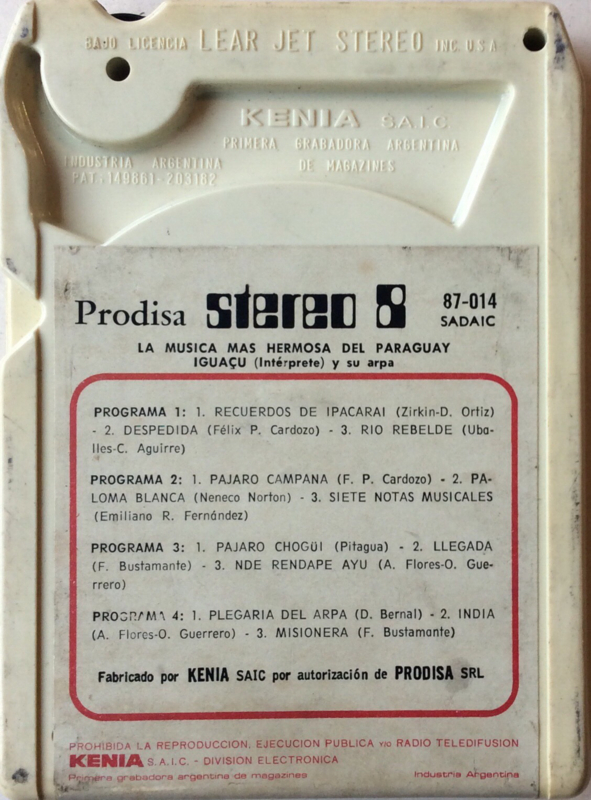 BAJO LICENCIA LEAR JET STEREO INC. U.S.A
KENIA S.A.I.C
PRIMERA GRABADORA ARGENTINA
DE MAGAZINES
INDUSTRIA ARGENTINA
PAT. 149861-203182
Prodisa stereo 8 87-014
SADAIC
LA MUSICA MAS HERMOSA DEL PARAGUAY
IGUAÇU (Intérprete) y su arpa
PROGRAMA 1: 1. RECUERDOS DE IPACARAI (Zirkin-D. Ortiz)
- 2. DESPEDIDA (Félix P. Cardozo) - 3. RIO REBELDE (Uba-
lles-C. Aguirre)
PROGRAMA 2: 1. PAJARO CAMPANA (F. P. Cardozo) - 2. PA-
LOMA BLANCA (Neneco Norton) - 3. SIETE NOTAS MUSICALES
(Emiliano R. Fernández)
PROGRAMA 3: 1. PAJARO CHOGÜI (Pitagua) - 2. LLEGADA
(F. Bustamante) - 3. NDE RENDAPE AYU (A. Flores-O. Gue-
rrero)
PROGRAMA 4: 1. PLEGARIA DEL ARPA (D. Bernal) - 2. INDIA
(A. Flores-O. Guerrero) - 3. MISIONERA (F. Bustamante)
Fabricado por KENIA SAIC por autorización de PRODISA SRL
PROHIBIDA LA REPRODUCCION, EJECUCION PUBLICA Y/O RADIO TELEDIFUSION
KENIA S.A.I.C. - DIVISION ELECTRONICA
Primera grabadora argentina de magazines Industria Argentina